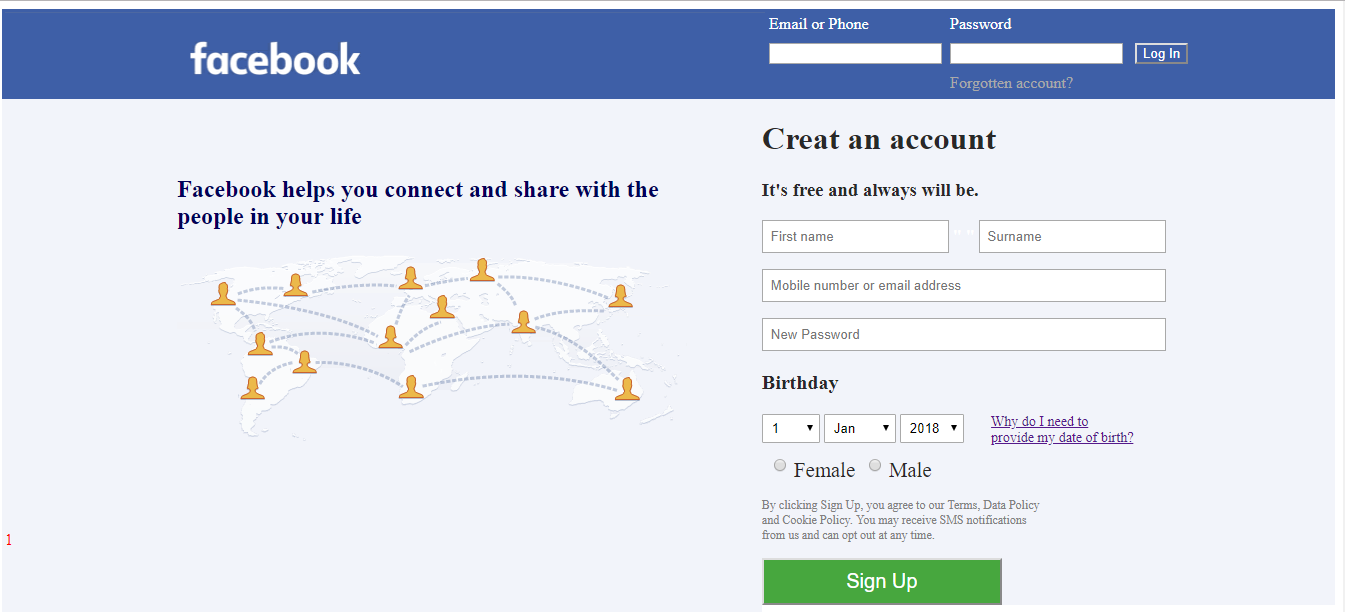 Email or Phone Password
facebook
Log In
Forgotten account?
Creat an account
Facebook helps you connect and share with the
people in your life
It's free and always will be.
First name " " Surname
Mobile number or email address
New Password
Birthday
1 Jan 2018
Why do I need to
provide my date of birth?
Female Male
By clicking Sign Up, you agree to our Terms, Data Policy
and Cookie Policy. You may receive SMS notifications
from us and can opt out at any time.
1
Sign Up